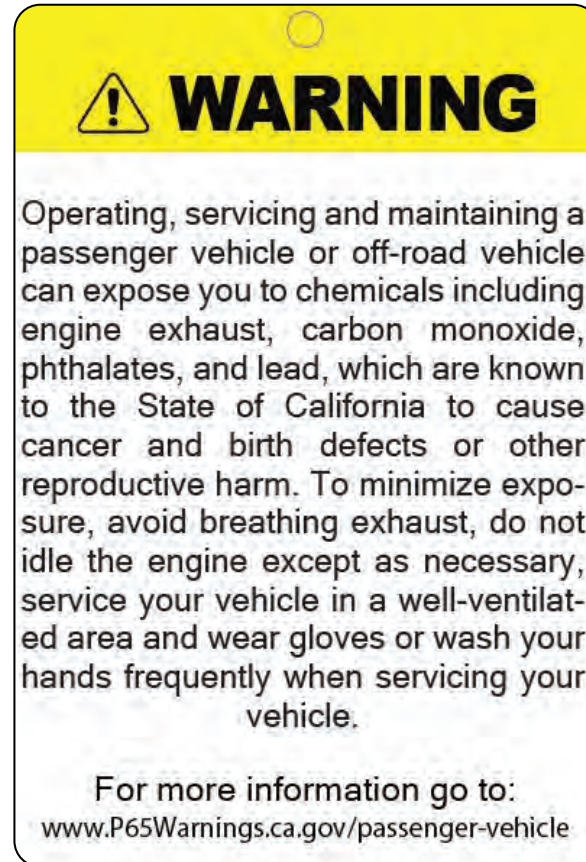 WARNING
Operating, servicing and maintaining a
passenger vehicle or off-road vehicle
can expose you to chemicals including
engine exhaust, carbon monoxide,
phthalates, and lead, which are known
to the State of California to cause
cancer and birth defects or other
reproductive harm. To minimize expo-
sure, avoid breathing exhaust, do not
idle the engine except as necessary,
service your vehicle in a well-ventilat-
ed area and wear gloves or wash your
hands frequently when servicing your
vehicle.
For more information go to:
www.P65Warnings.ca.gov/passenger-vehicle